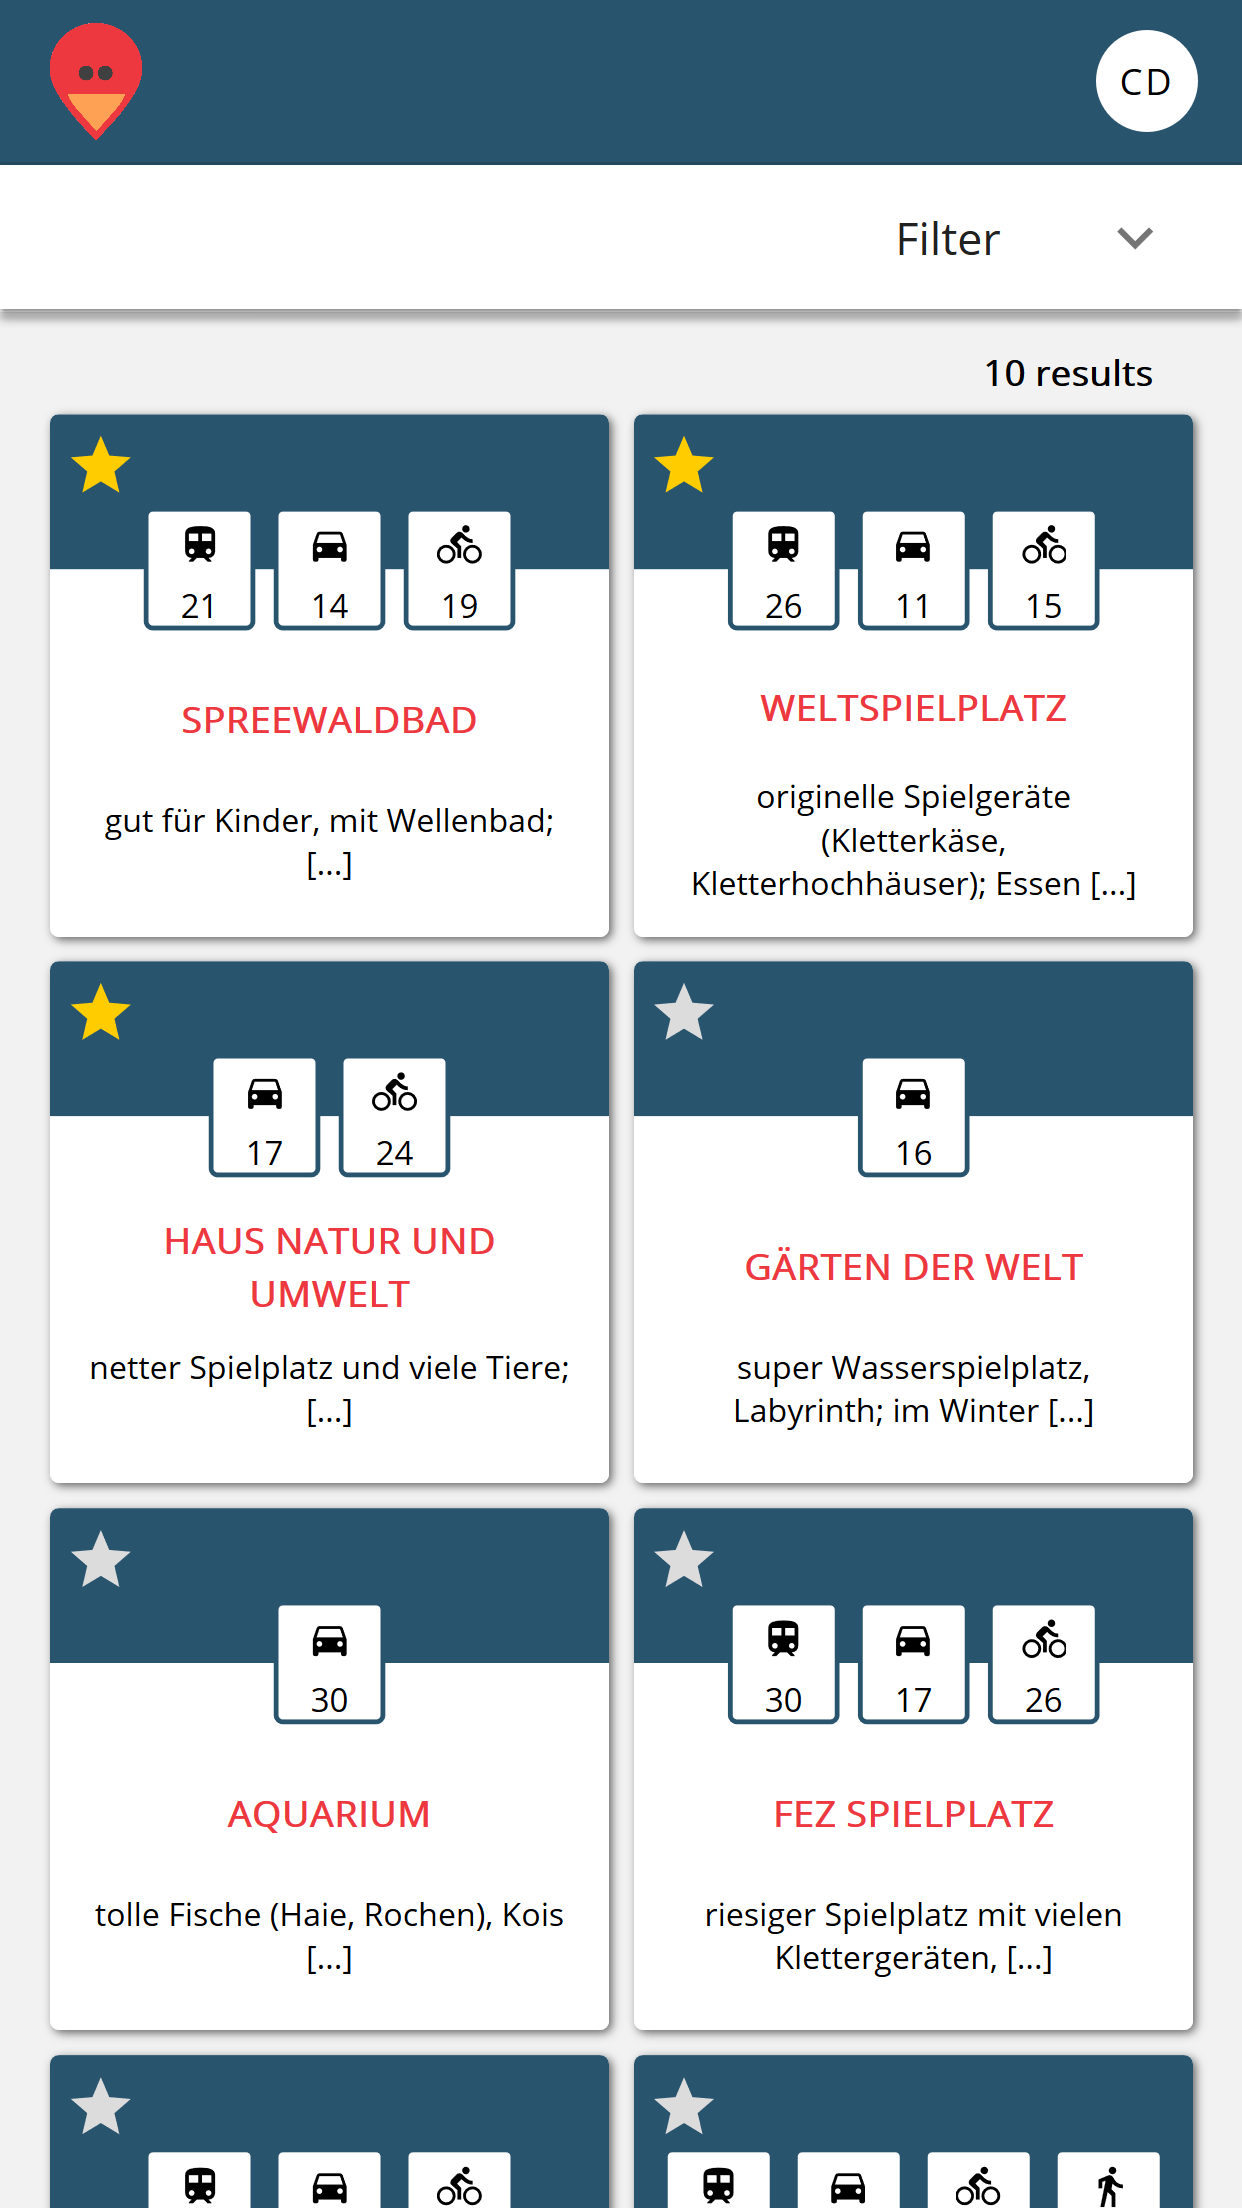 CD
Filter
10 results
21 14 19
SPREEWALDBAD
gut für Kinder, mit Wellenbad;
[...]
26 11 15
WELTSPIELPLATZ
originelle Spielgeräte
(Kletterkäse,
Kletterhochhäuser); Essen [...]
17 24
HAUS NATUR UND
UMWELT
netter Spielplatz und viele Tiere;
[...]
16
GÄRTEN DER WELT
super Wasserspielplatz,
Labyrinth; im Winter [...]
30
AQUARIUM
tolle Fische (Haie, Rochen), Kois
[...]
30 17 26
FEZ SPIELPLATZ
riesiger Spielplatz mit vielen
Klettergeräten, [...]